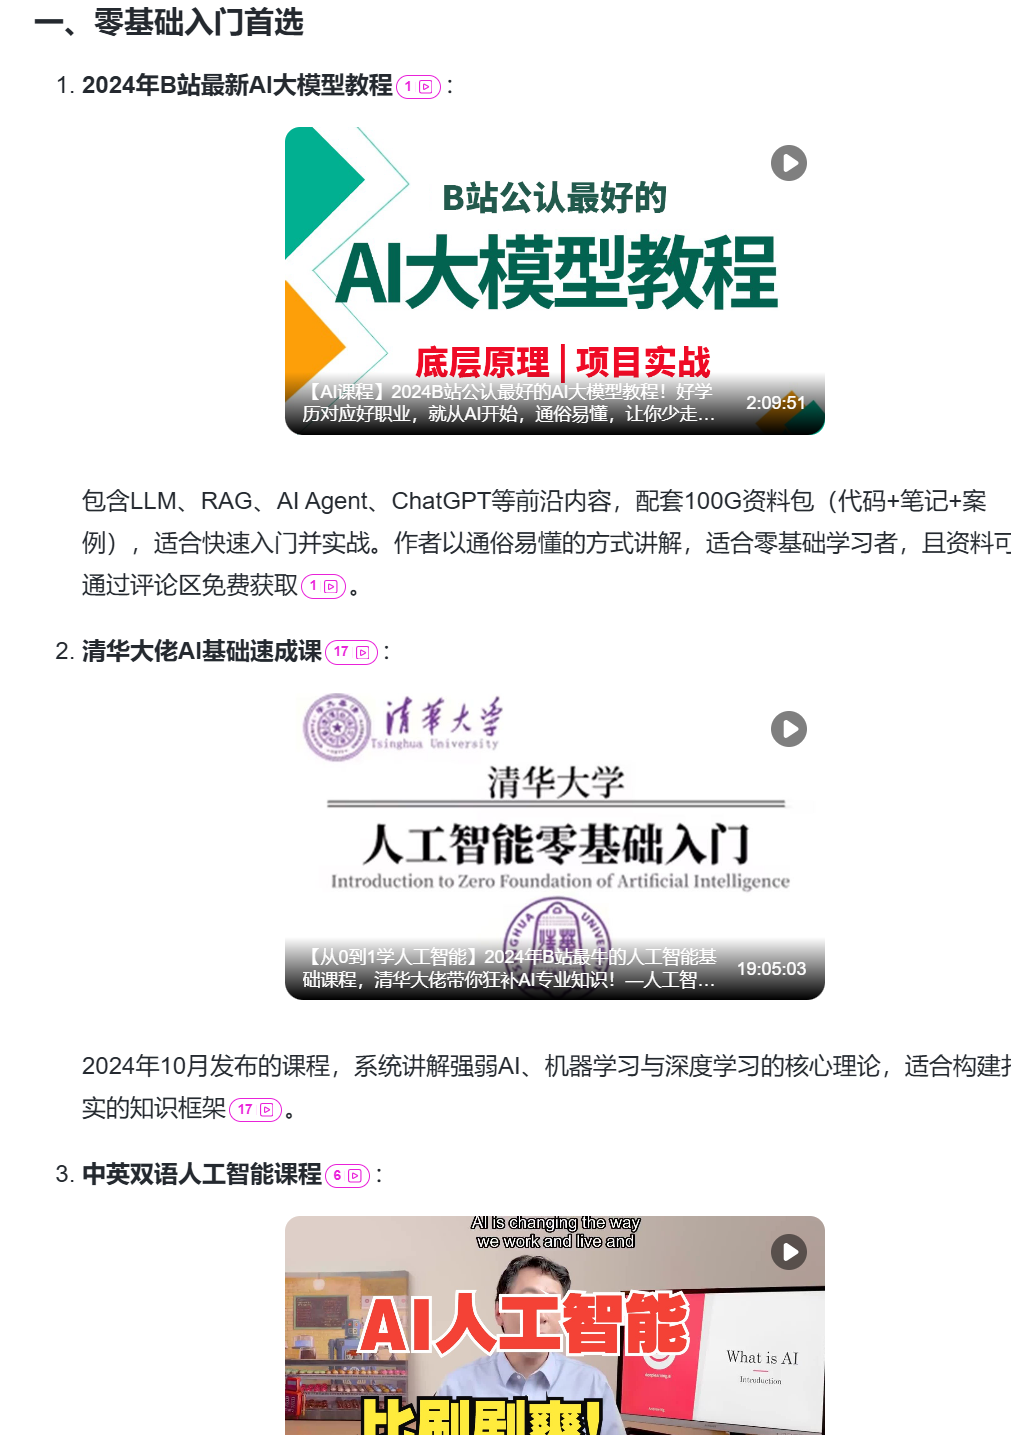 一、零基础入门首选
1. 2024年B站最新AI大模型教程 1 :
B站公认最好的
AI大模型教程
底层原理 | 项目实战
【AI课程】2024B站公认最好的AI大模型教程！好学
历对应好职业，就从AI开始，通俗易懂，让你少走...
2:09:51
包含LLM、RAG、AI Agent、ChatGPT等前沿内容，配套100G资料包（代码+笔记+案
例），适合快速入门并实战。作者以通俗易懂的方式讲解，适合零基础学习者，且资料可
通过评论区免费获取 1 。
2. 清华大佬AI基础速成课 17 :
清华大学
Tsinghua University
清华大学
人工智能零基础入门
Introduction to Zero Foundation of Artificial Intelligence
【从0到1学人工智能】2024年B站最牛的人工智能基
础课程，清华大佬带你狂补AI专业知识！—人工智...
19:05:03
2024年10月发布的课程，系统讲解强弱AI、机器学习与深度学习的核心理论，适合构建扎
实的知识框架 17 。
3. 中英双语人工智能课程 6 :
AI is changing the way
we work and live and
AI人工智能
What is AI
Introduction
比刷剧爽！